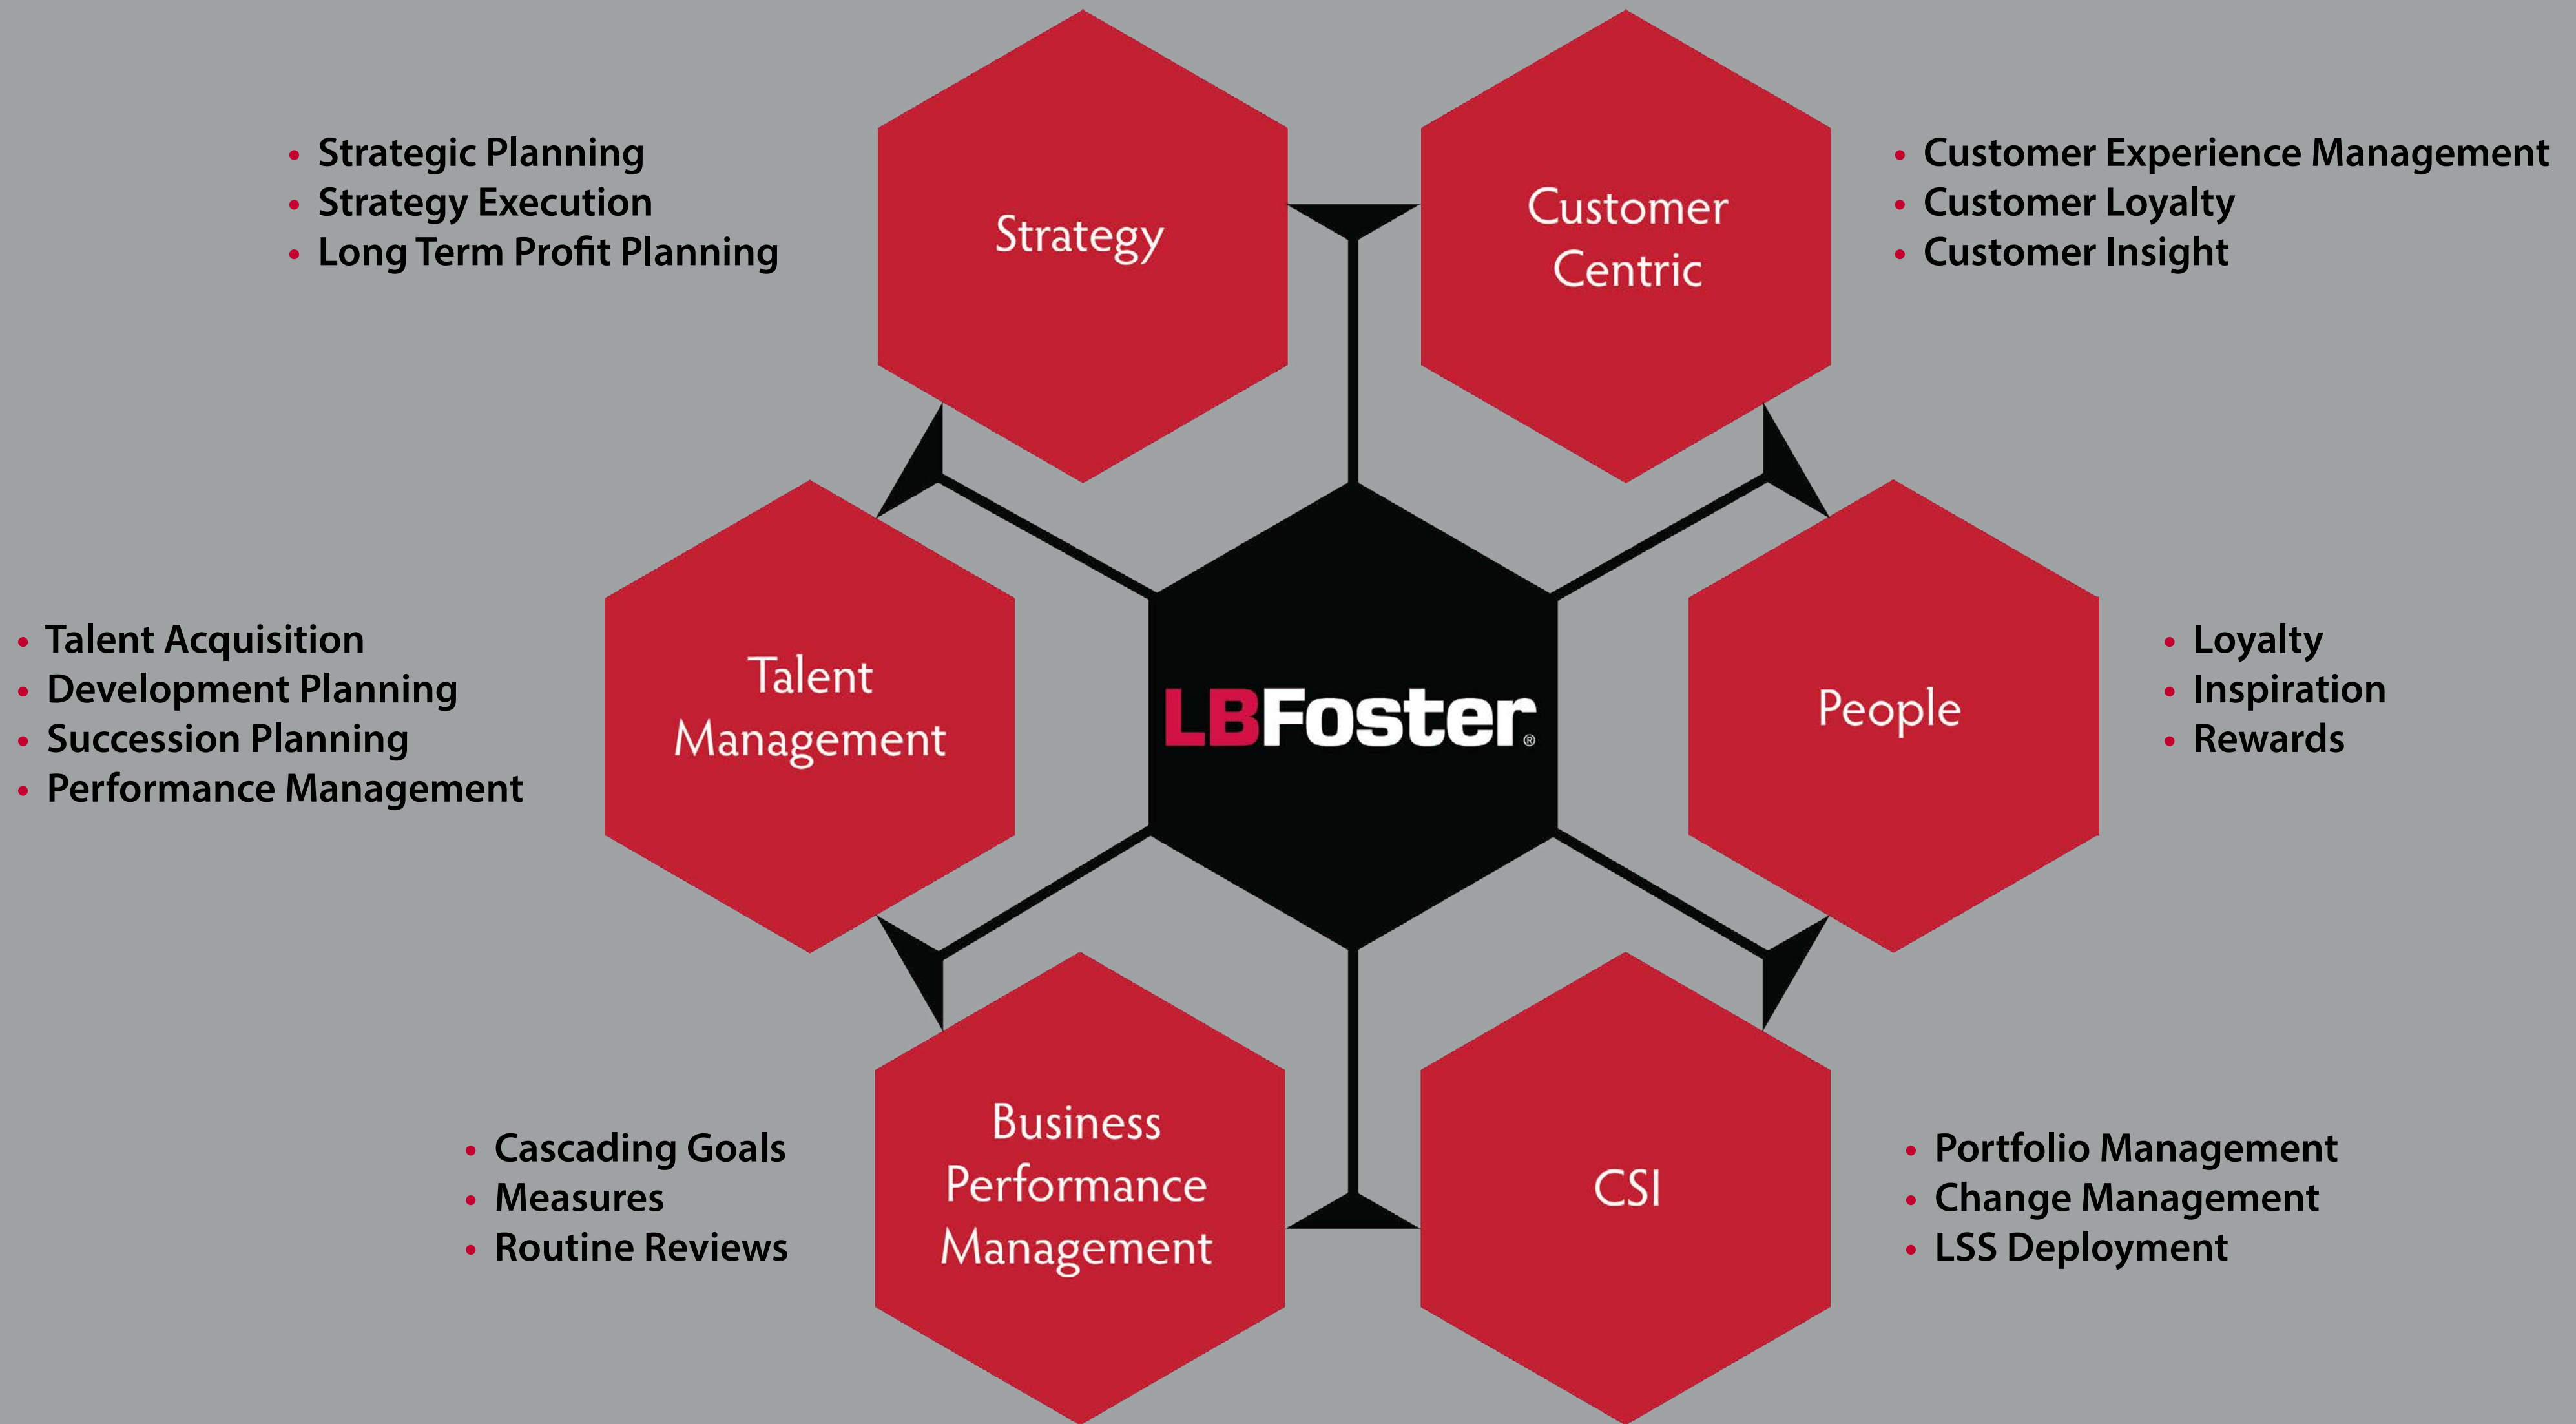 • Strategic Planning
• Strategy Execution
• Long Term Profit Planning
Strategy
Customer
Centric
• Customer Experience Management
• Customer Loyalty
• Customer Insight
• Talent Acquisition
• Development Planning
• Succession Planning
• Performance Management
Talent
Management
LBFoster®
People
• Loyalty
• Inspiration
• Rewards
• Cascading Goals
• Measures
• Routine Reviews
Business
Performance
Management
CSI
• Portfolio Management
• Change Management
• LSS Deployment